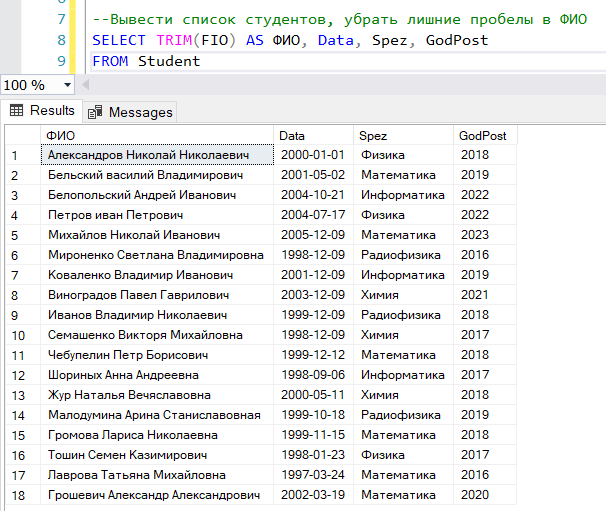 7 --Вывести список студентов, убрать лишние пробелы в ФИО
8 SELECT TRIM(FIO) AS ФИО, Data, Spez, GodPost
9 FROM Student
100 %
Results Messages
ФИО Data Spez GodPost
1 Александров Николай Николаевич 2000-01-01 Физика 2018
2 Бельский василий Владимирович 2001-05-02 Математика 2019
3 Белопольский Андрей Иванович 2004-10-21 Информатика 2022
4 Петров иван Петрович 2004-07-17 Физика 2022
5 Михайлов Николай Иванович 2005-12-09 Математика 2023
6 Мироненко Светлана Владимировна 1998-12-09 Радиофизика 2016
7 Коваленко Владимир Иванович 2001-12-09 Информатика 2019
8 Виноградов Павел Гаврилович 2003-12-09 Химия 2021
9 Иванов Владимир Николаевич 1999-12-09 Радиофизика 2018
10 Семашенко Викторя Михайловна 1998-12-09 Химия 2017
11 Чебупелин Петр Борисович 1999-12-12 Математика 2018
12 Шориных Анна Андреевна 1998-09-06 Информатика 2017
13 Жур Наталья Вечяславовна 2000-05-11 Химия 2018
14 Малодумина Арина Станиславовная 1999-10-18 Радиофизика 2019
15 Громова Лариса Николаевна 1999-11-15 Математика 2018
16 Тошин Семен Казимирович 1998-01-23 Физика 2017
17 Лаврова Татьяна Михайловна 1997-03-24 Математика 2016
18 Грошевич Александр Александрович 2002-03-19 Математика 2020